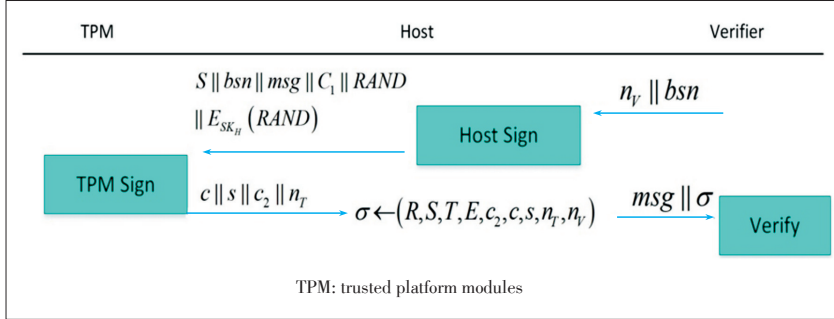 TPM Host Verifier
S || bsn || msg || C₁ || RAND
|| E_{SK_H} (RAND)
n_V || bsn
Host Sign
TPM Sign
c || s || c₂ || n_T
σ ← (R,S,T,E,c₂,c,s,n_T,n_V)
msg || σ
Verify
TPM: trusted platform modules